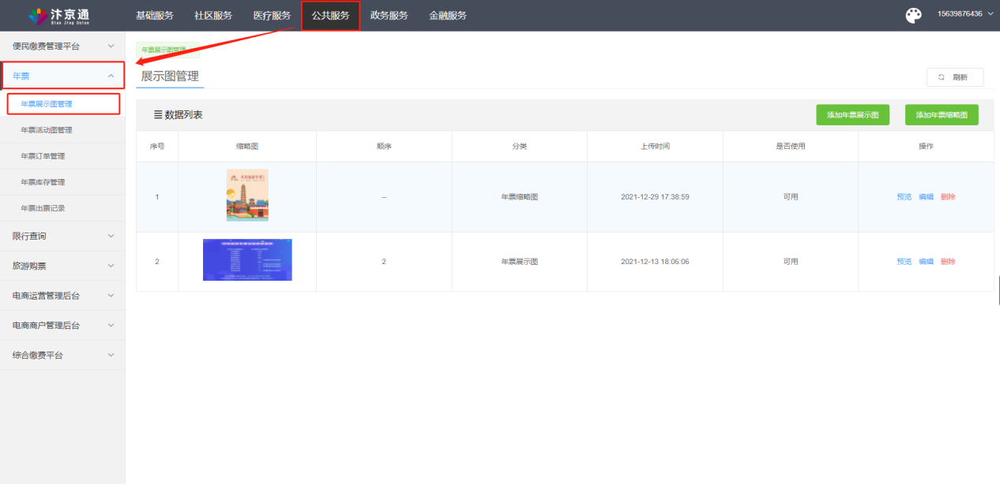 汴京通
Bian Jing Union
基础服务 社区服务 医疗服务 公共服务 政务服务 金融服务
15639876436
便民缴费管理平台
年票
年票展示图管理
年票活动图管理
年票订单管理
年票库存管理
年票出票记录
限行查询
旅游购票
电商运营管理后台
电商商户管理后台
综合缴费平台
年票展示图管理
展示图管理
刷新
数据列表
添加年票展示图 添加年票缩略图
序号 缩略图 顺序 分类 上传时间 是否使用 操作
1 -- 年票缩略图 2021-12-29 17:38:59 可用 预览 编辑 删除
2 2 年票展示图 2021-12-13 18:06:06 可用 预览 编辑 删除